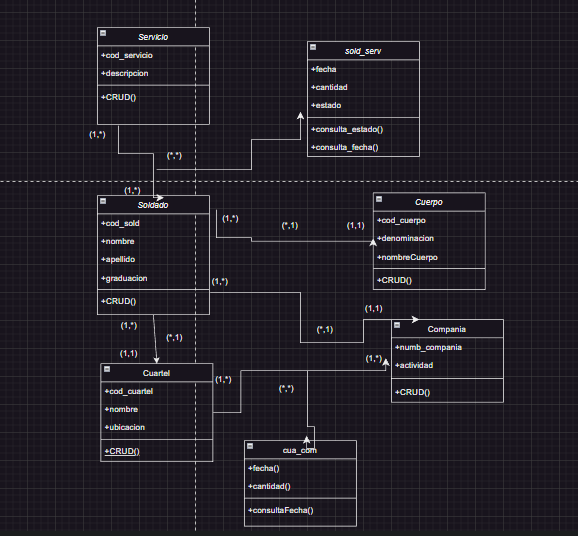 Servicio
+cod_servicio
+descripcion
+CRUD()
sold_serv
+fecha
+cantidad
+estado
+consulta_estado()
+consulta_fecha()
(1,*)
(*,*)
(1,*)
Soldado
+cod_sold
+nombre
+apellido
+graduacion
+CRUD()
(1,*)
(*,1)
(1,1)
Cuerpo
+cod_cuerpo
+denominacion
+nombreCuerpo
+CRUD()
(1,*)
(*,1)
(1,1)
Compania
+numb_compania
+actividad
+CRUD()
(1,*)
(*,1)
(1,1)
Cuartel
+cod_cuartel
+nombre
+ubicacion
+CRUD()
(1,*)
(*,*)
(1,*)
cua_com
+fecha()
+cantidad()
+consultaFecha()